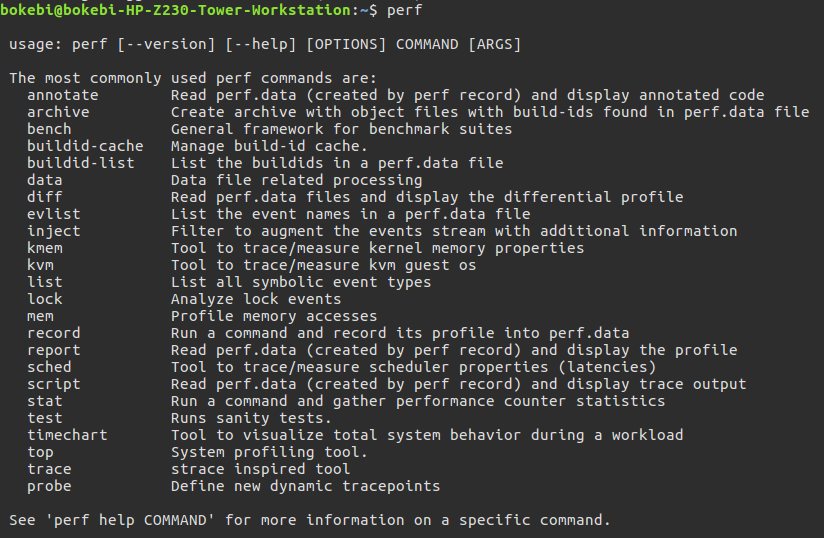 bokebi@bokebi-HP-Z230-Tower-Workstation:~$ perf
usage: perf [--version] [--help] [OPTIONS] COMMAND [ARGS]
The most commonly used perf commands are:
annotate Read perf.data (created by perf record) and display annotated code
archive Create archive with object files with build-ids found in perf.data file
bench General framework for benchmark suites
buildid-cache Manage build-id cache.
buildid-list List the buildids in a perf.data file
data Data file related processing
diff Read perf.data files and display the differential profile
evlist List the event names in a perf.data file
inject Filter to augment the events stream with additional information
kmem Tool to trace/measure kernel memory properties
kvm Tool to trace/measure kvm guest os
list List all symbolic event types
lock Analyze lock events
mem Profile memory accesses
record Run a command and record its profile into perf.data
report Read perf.data (created by perf record) and display the profile
sched Tool to trace/measure scheduler properties (latencies)
script Read perf.data (created by perf record) and display trace output
stat Run a command and gather performance counter statistics
test Runs sanity tests.
timechart Tool to visualize total system behavior during a workload
top System profiling tool.
trace strace inspired tool
probe Define new dynamic tracepoints
See 'perf help COMMAND' for more information on a specific command.